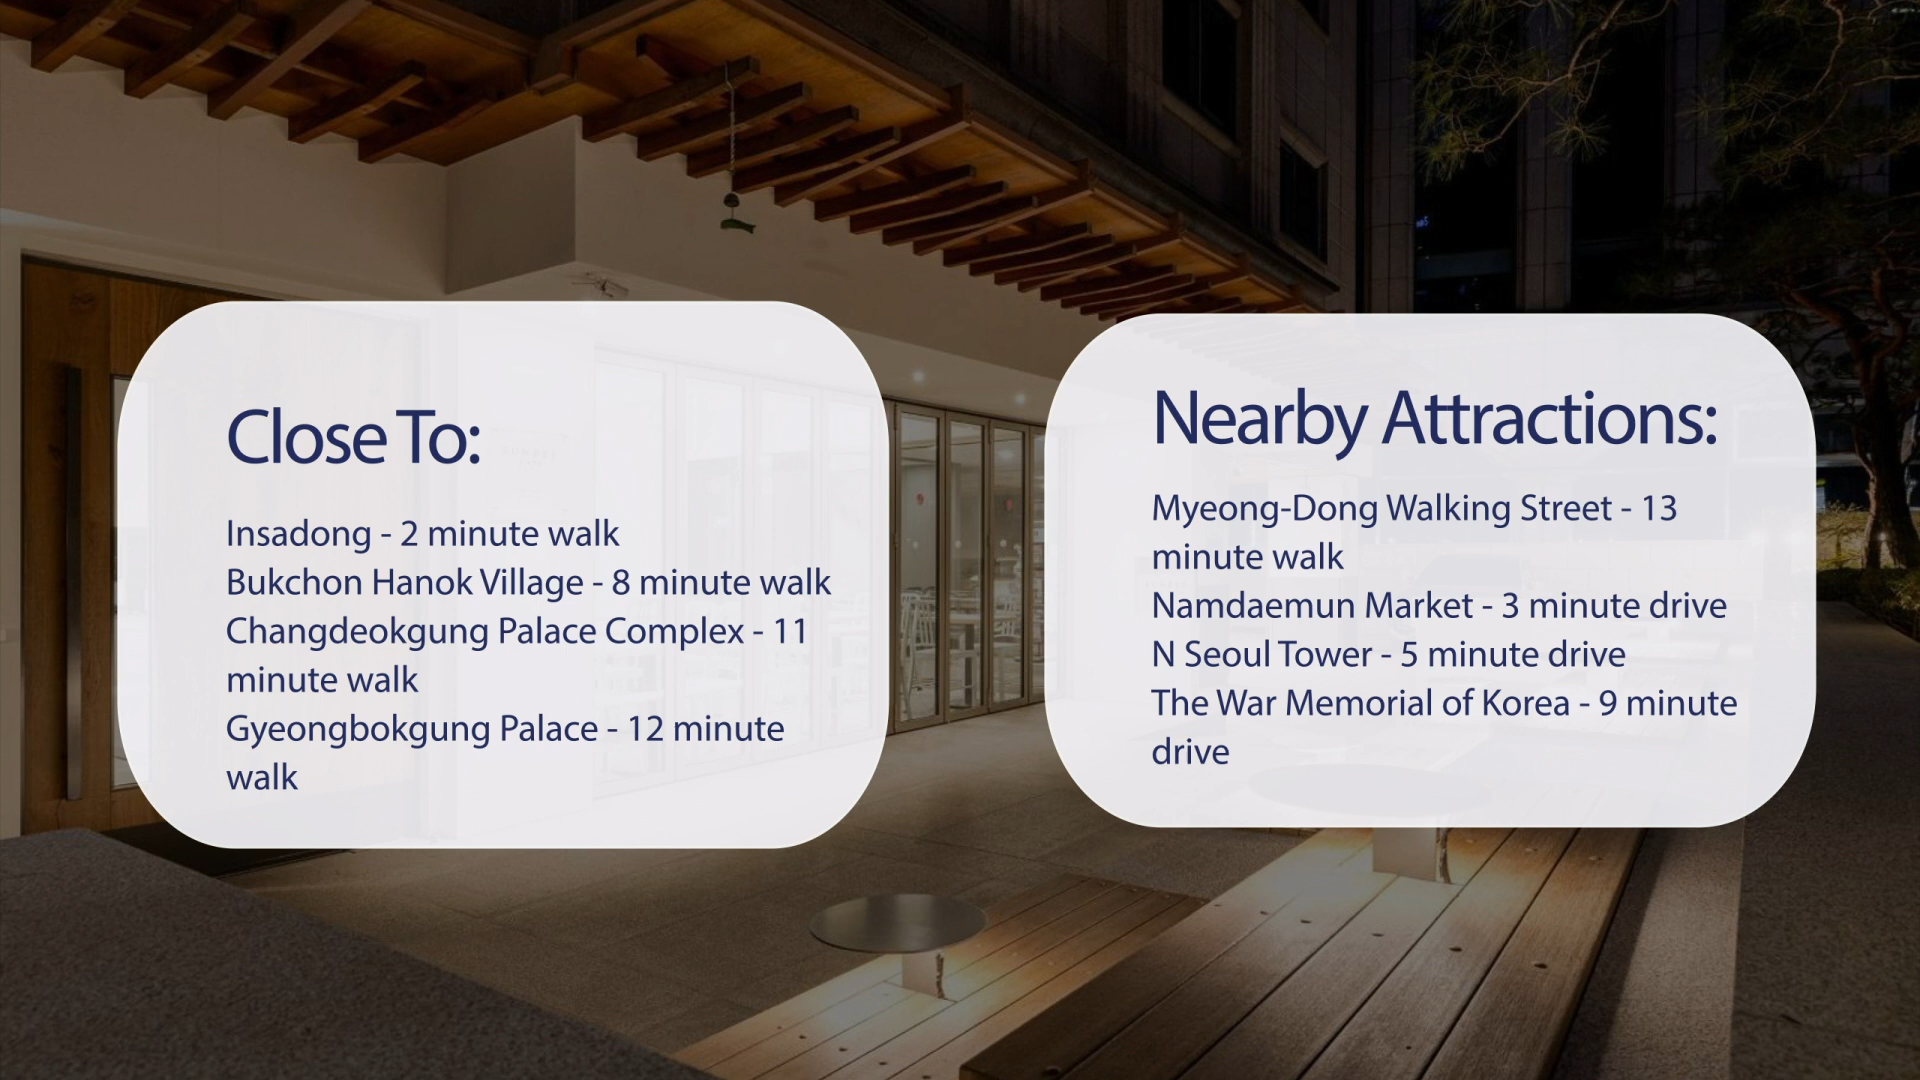 Close To:
Insadong - 2 minute walk
Bukchon Hanok Village - 8 minute walk
Changdeokgung Palace Complex - 11
minute walk
Gyeongbokgung Palace - 12 minute
walk
Nearby Attractions:
Myeong-Dong Walking Street - 13
minute walk
Namdaemun Market - 3 minute drive
N Seoul Tower - 5 minute drive
The War Memorial of Korea - 9 minute
drive